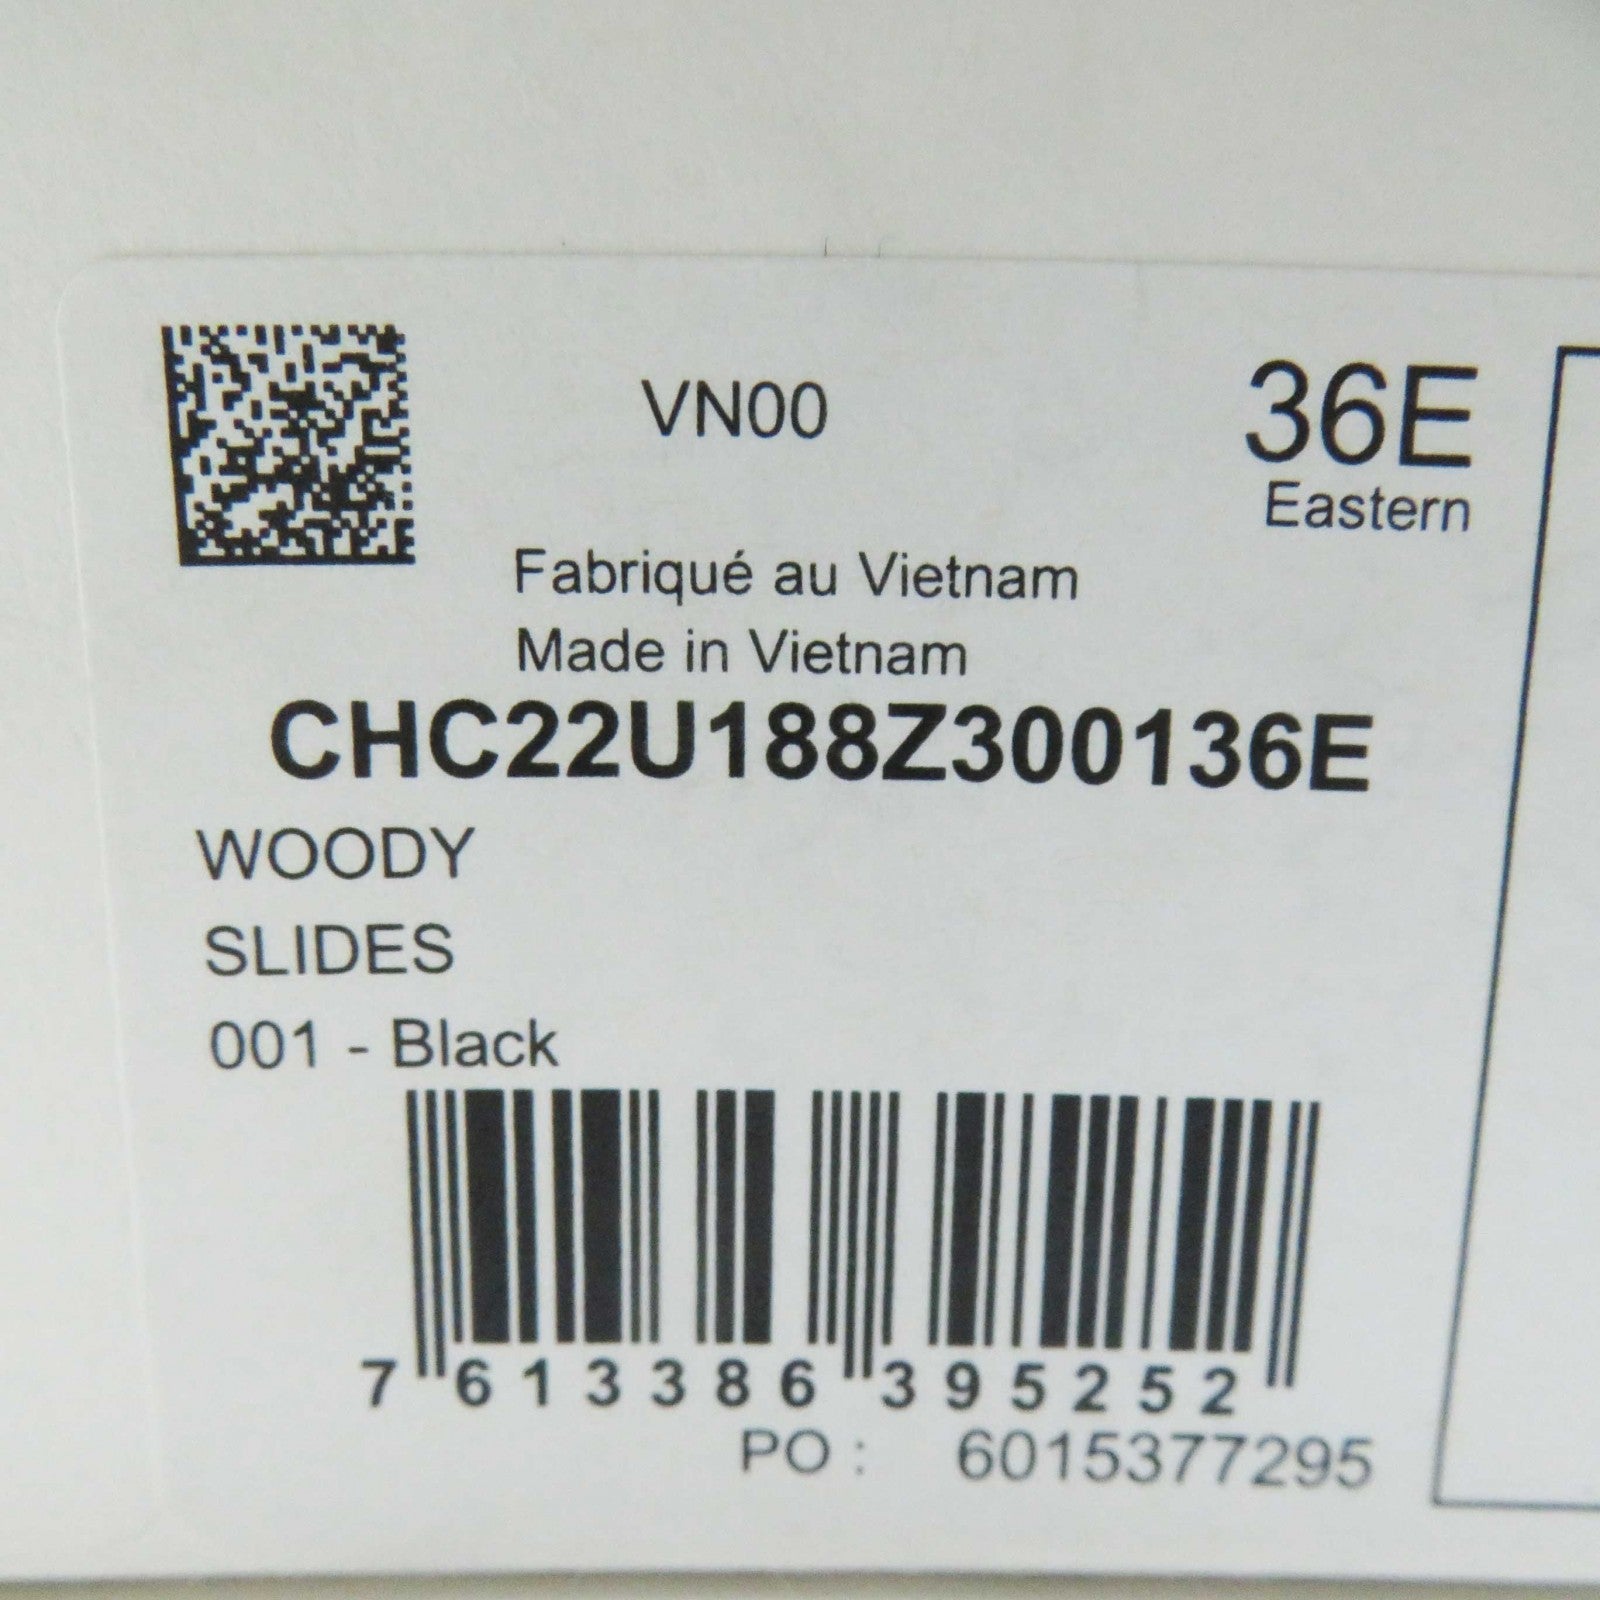 VN00
36E
Eastern
Fabriqué au Vietnam
Made in Vietnam
CHC22U188Z300136E
WOODY
SLIDES
001 - Black
7 613386 395252
PO : 6015377295